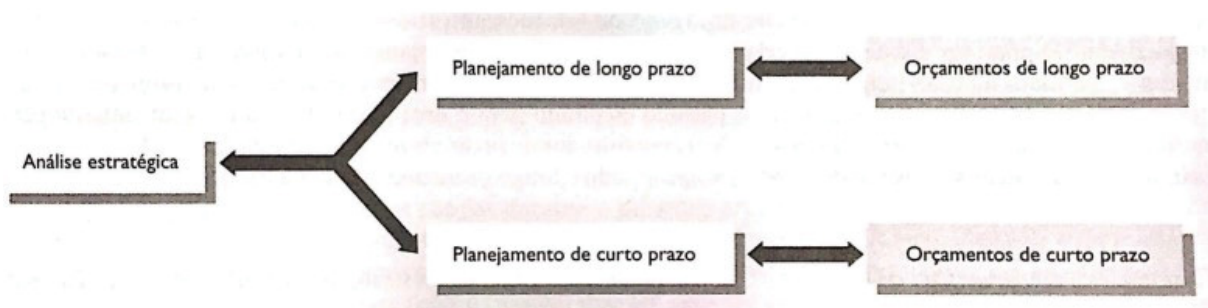 Planejamento de longo prazo
Orçamentos de longo prazo
Análise estratégica
Planejamento de curto prazo
Orçamentos de curto prazo